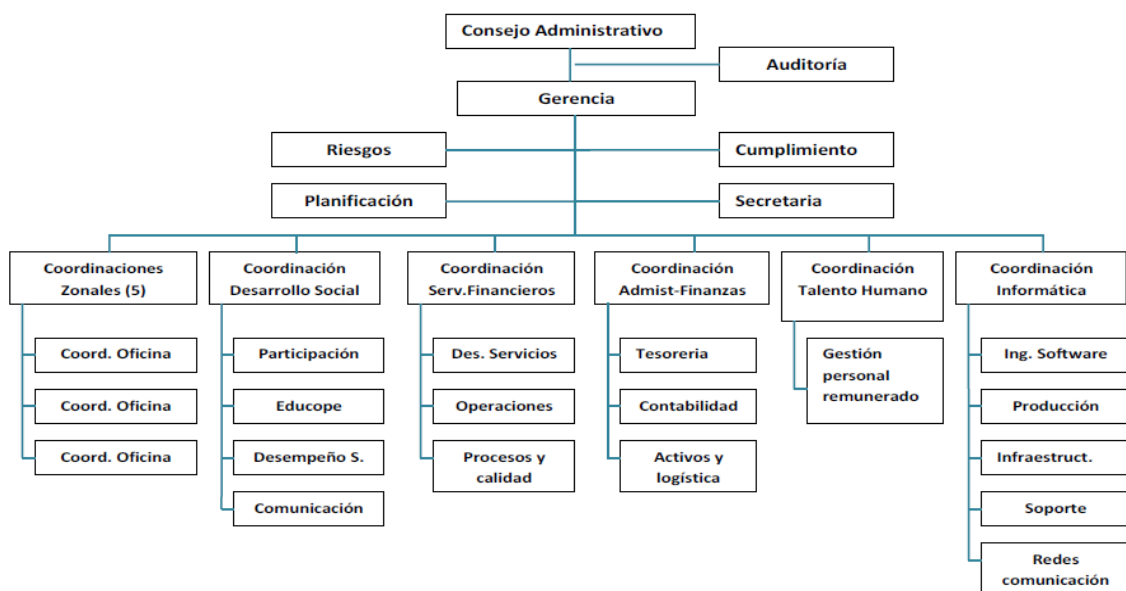 Consejo Administrativo
Auditoría
Gerencia
Riesgos
Cumplimiento
Planificación
Secretaria
Coordinaciones
Zonales (5)
Coordinación
Desarrollo Social
Coordinación
Serv.Financieros
Coordinación
Admist-Finanzas
Coordinación
Talento Humano
Coordinación
Informática
Coord. Oficina
Coord. Oficina
Coord. Oficina
Participación
Educope
Desempeño S.
Comunicación
Des. Servicios
Operaciones
Procesos y
calidad
Tesoreria
Contabilidad
Activos y
logística
Gestión
personal
remunerado
Ing. Software
Producción
Infraestruct.
Soporte
Redes
comunicación